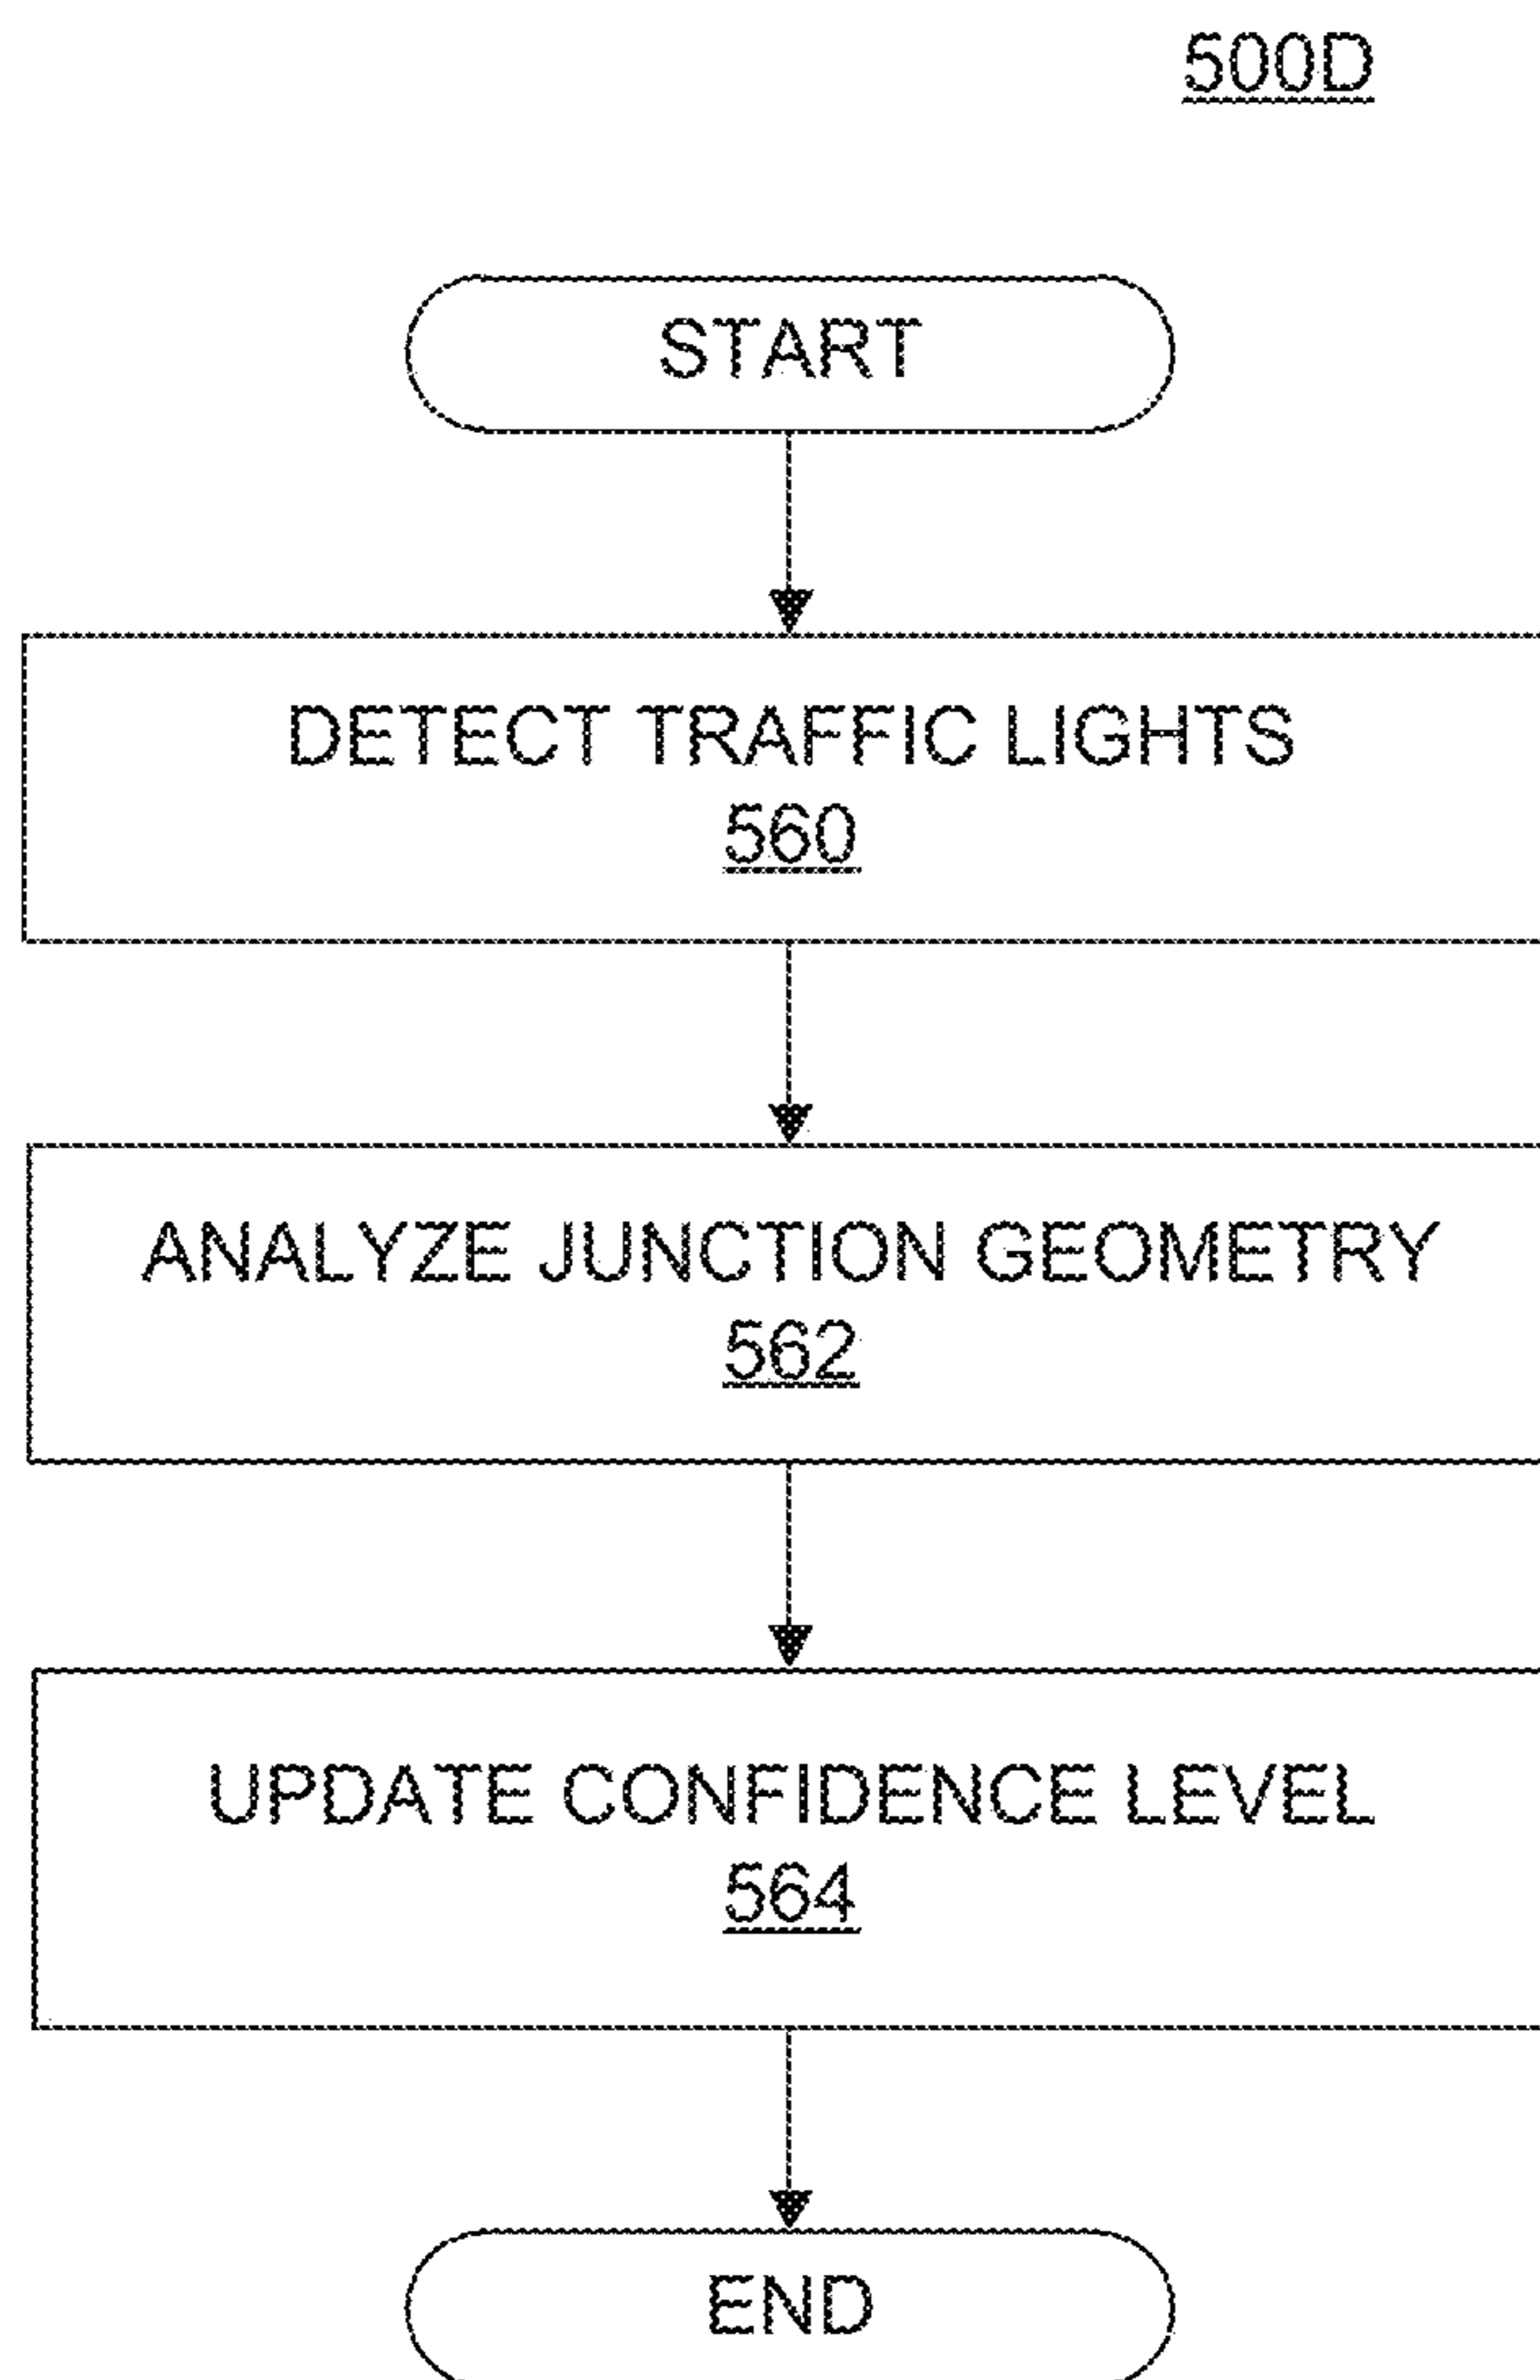 500D
START
DETECT TRAFFIC LIGHTS
560
ANALYZE JUNCTION GEOMETRY
562
UPDATE CONFIDENCE LEVEL
564
END